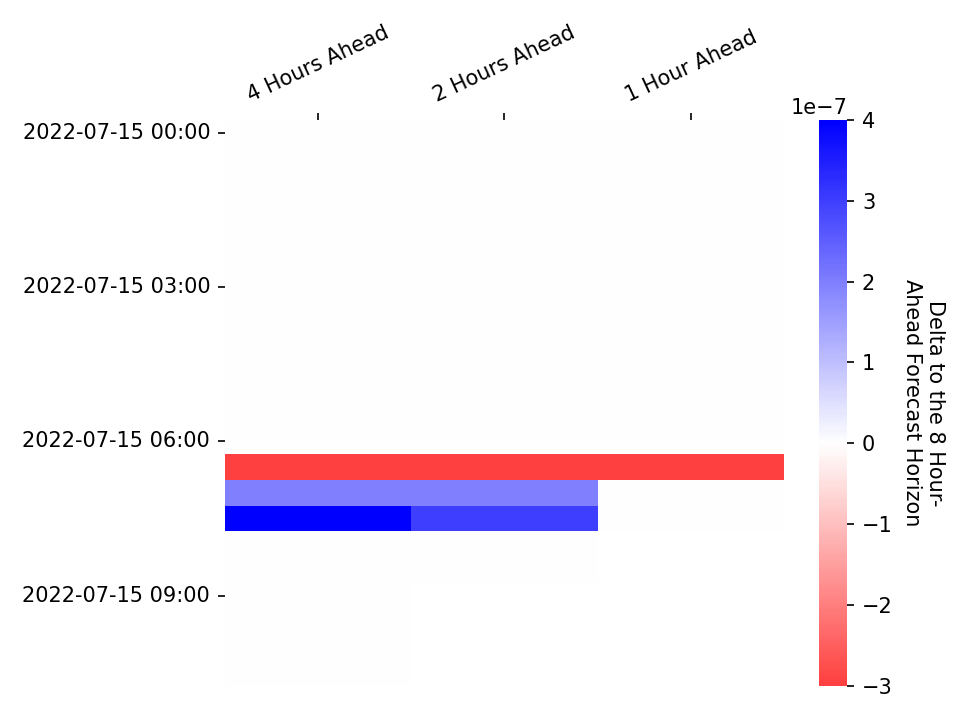 4 Hours Ahead
2 Hours Ahead
1 Hour Ahead
1e−7
2022-07-15 00:00
2022-07-15 03:00
2022-07-15 06:00
2022-07-15 09:00
4
3
2
1
0
−1
−2
−3
Delta to the 8 Hour-
Ahead Forecast Horizon